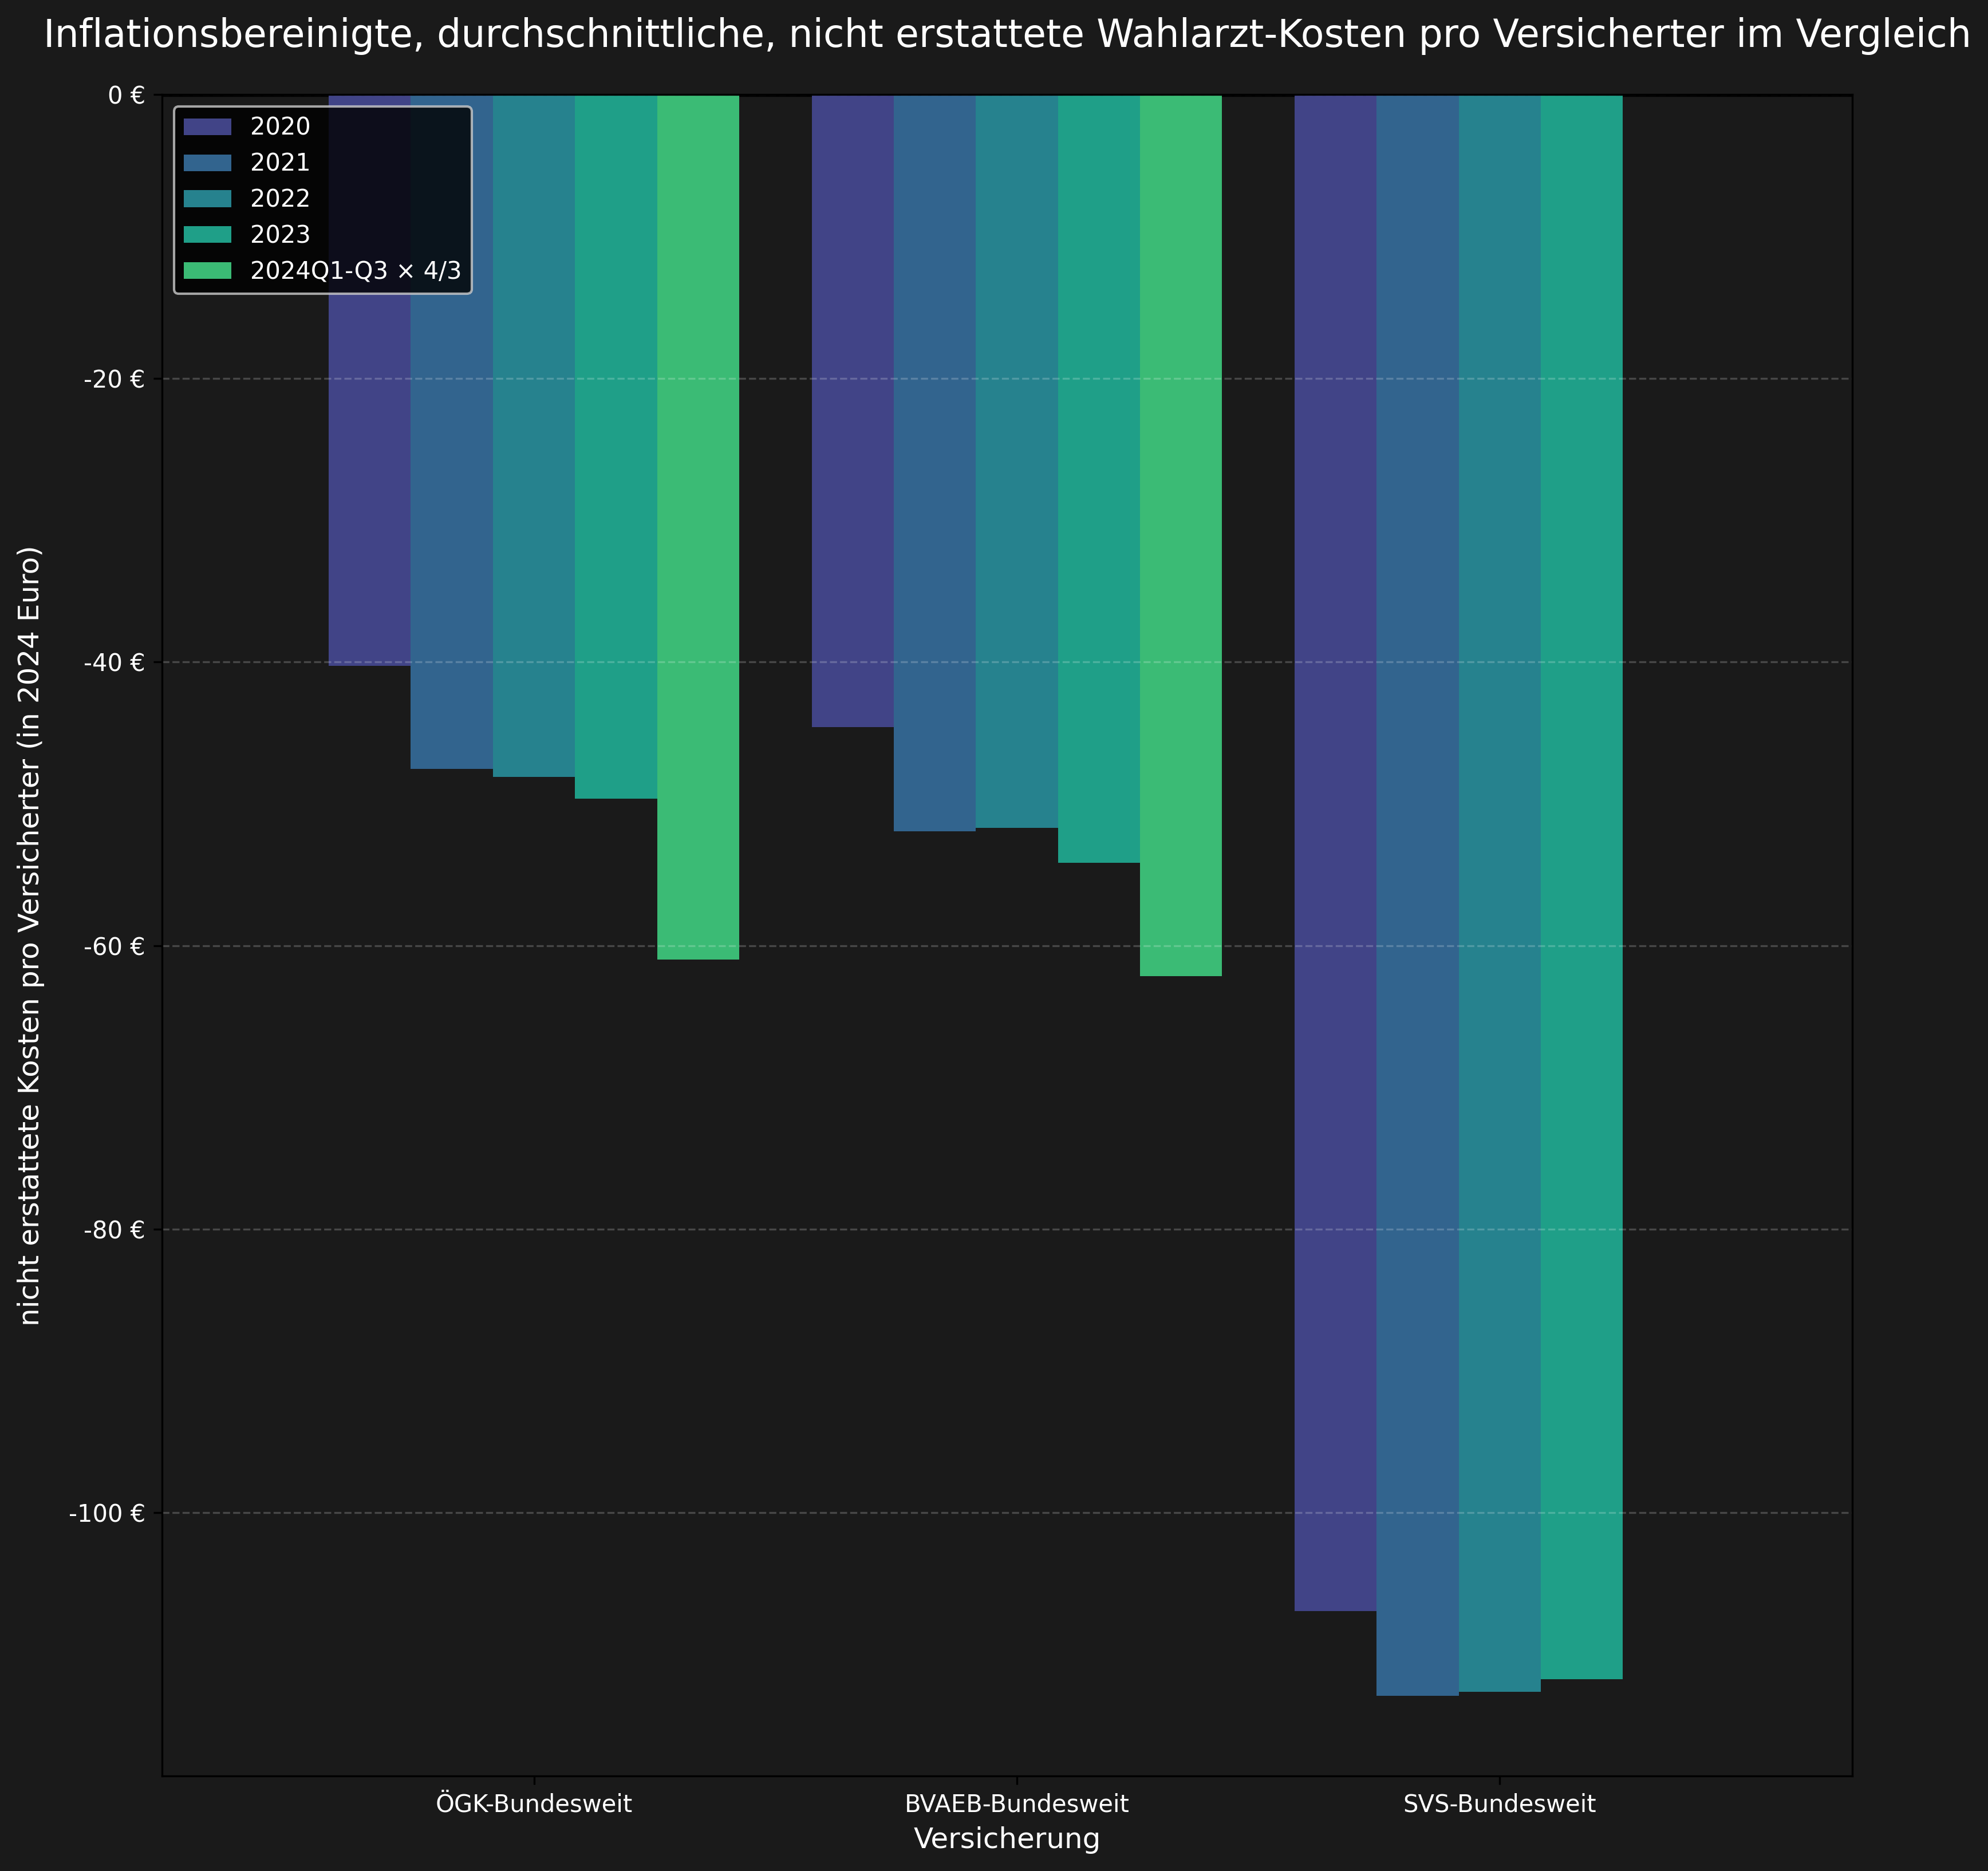 Inflationsbereinigte, durchschnittliche, nicht erstattete Wahlarzt-Kosten pro Versicherter im Vergleich
0 €
-20 €
-40 €
-60 €
-80 €
-100 €
nicht erstattete Kosten pro Versicherter (in 2024 Euro)
2020
2021
2022
2023
2024Q1-Q3 × 4/3
ÖGK-Bundesweit
BVAEB-Bundesweit
SVS-Bundesweit
Versicherung